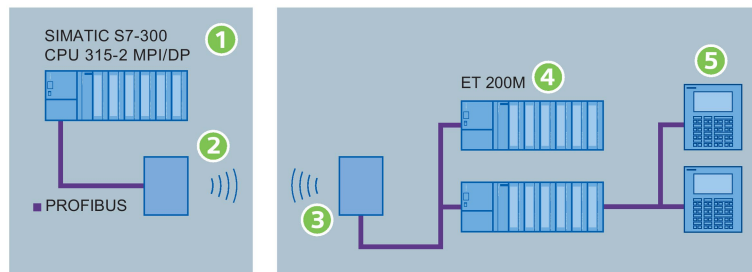 SIMATIC S7-300
CPU 315-2 MPI/DP
1
2
PROFIBUS
3
ET 200M
4
5